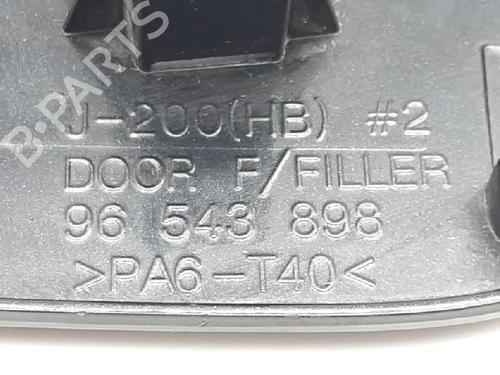 B-PARTS
J-200(HB) #2
DOOR F/FILLER
96 543 898
>PA6-T40<